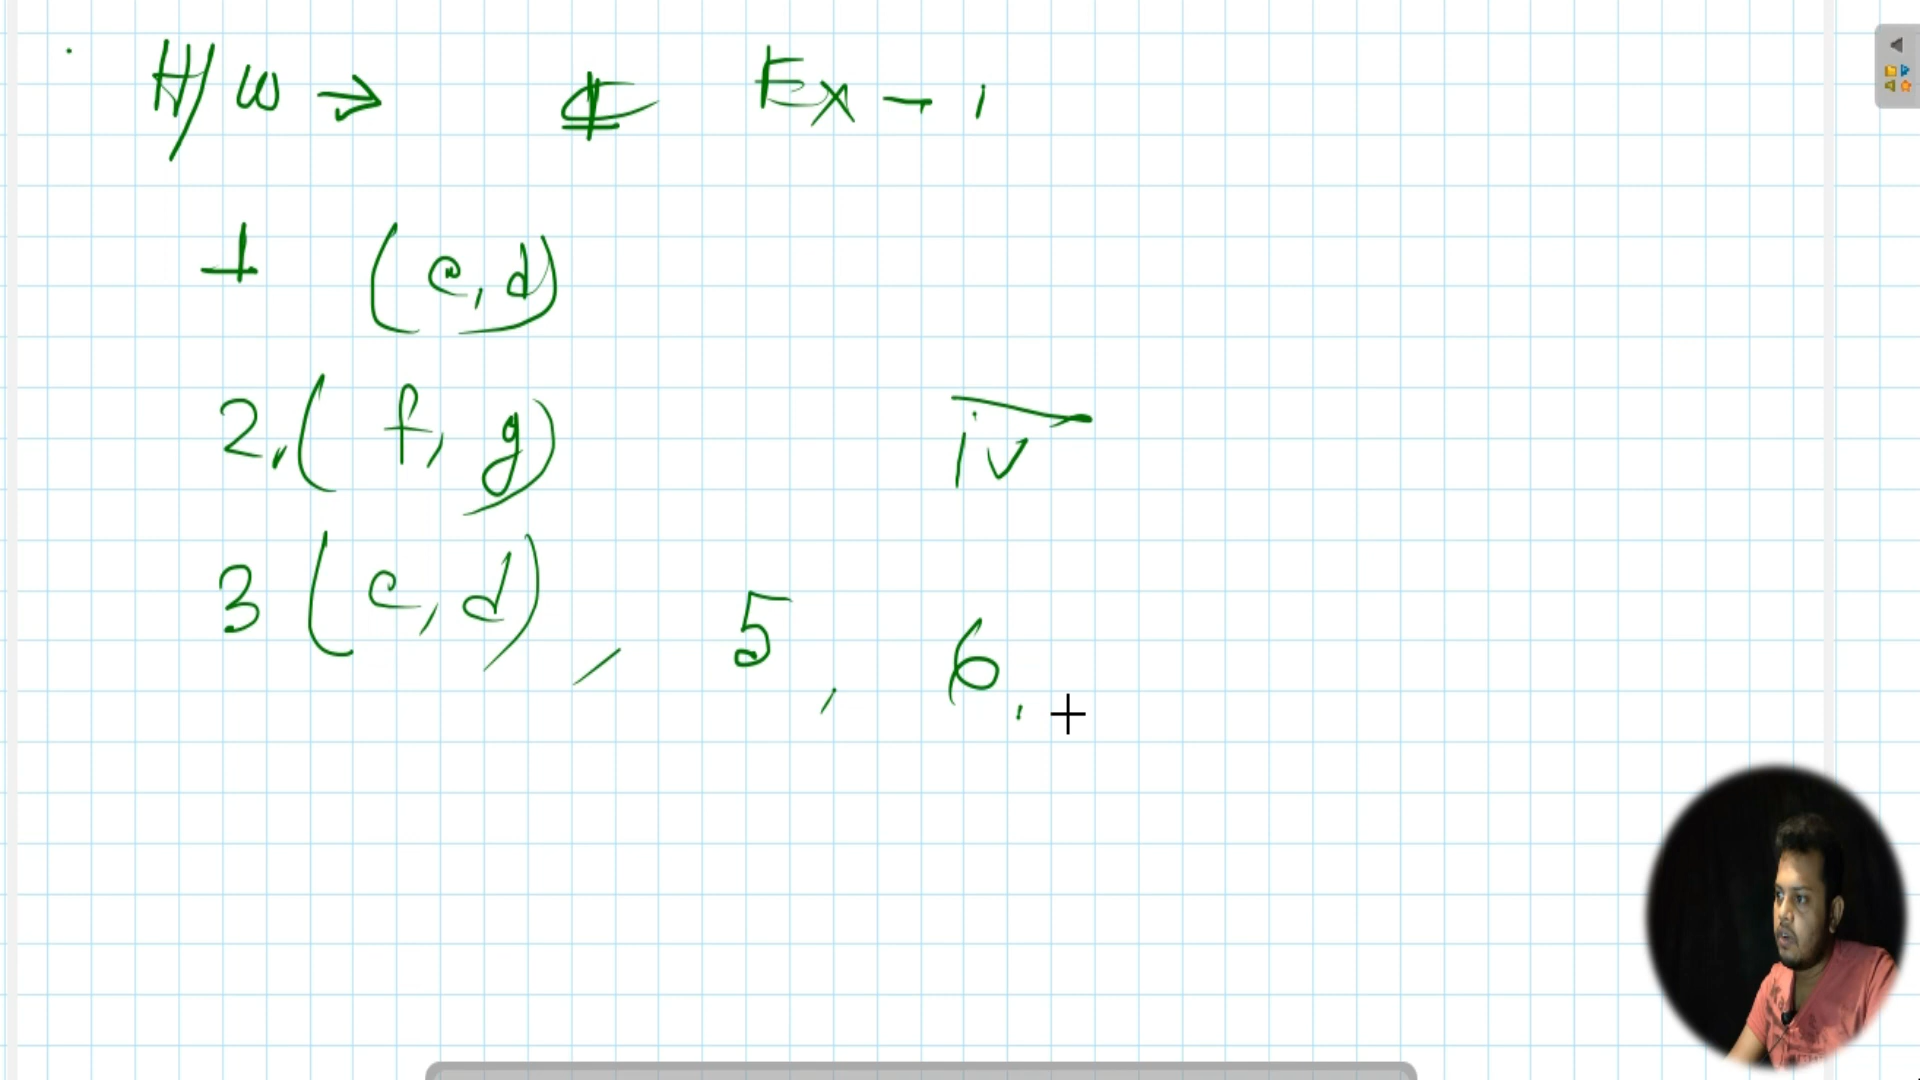 H/W → Ex - 1
1 (c, d)
2. (f, g) iv
3 (c, d), 5, 6,